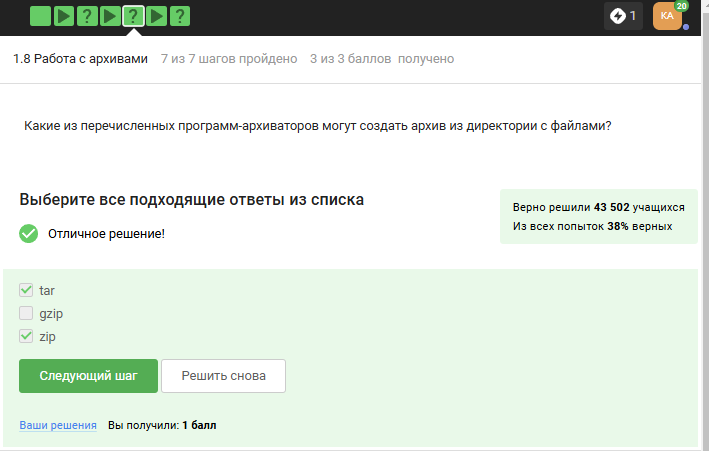 ? ? ?
1
КА
20
1.8 Работа с архивами 7 из 7 шагов пройдено 3 из 3 баллов получено
Какие из перечисленных программ-архиваторов могут создать архив из директории с файлами?
Выберите все подходящие ответы из списка
Верно решили 43 502 учащихся
Из всех попыток 38% верных
Отличное решение!
tar
gzip
zip
Следующий шаг Решить снова
Ваши решения Вы получили: 1 балл